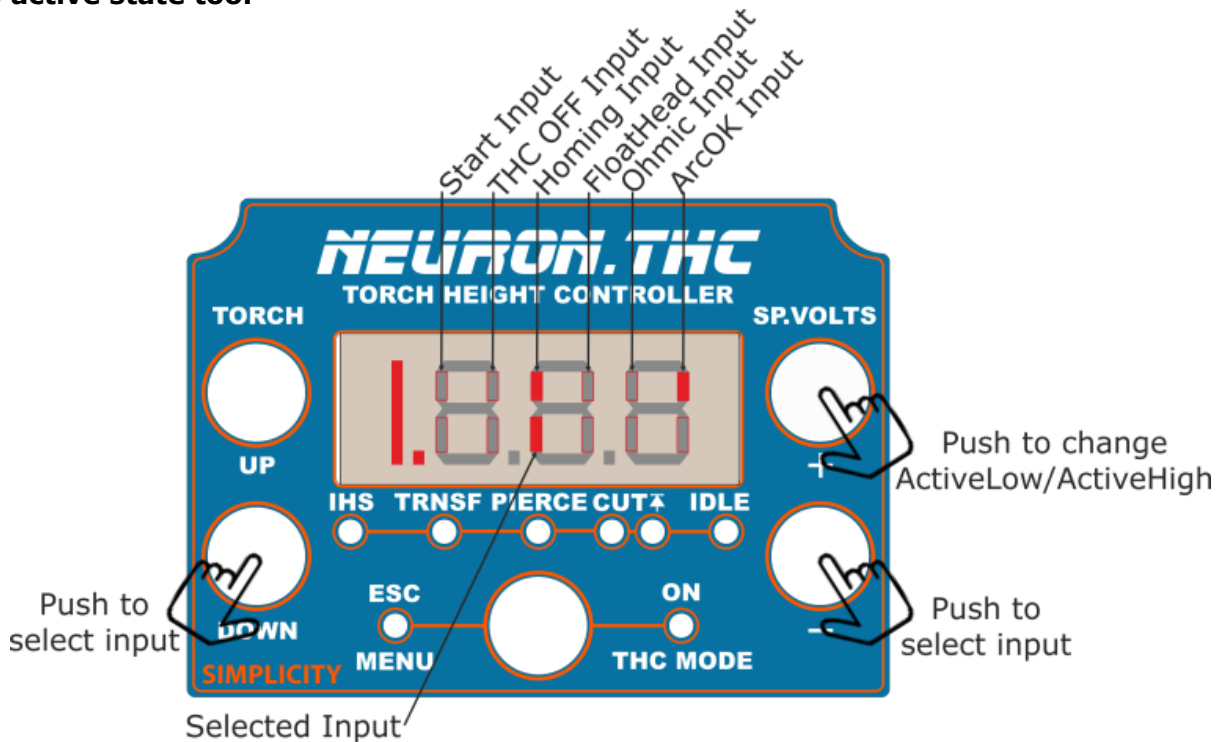 active state tool
Start Input
THC OFF Input
Homing Input
FloatHead Input
Ohmic Input
ArcOK Input
NEURON.THC
TORCH HEIGHT CONTROLLER
TORCH
SP.VOLTS
UP
+
Push to change
ActiveLow/ActiveHigh
IHS TRNSF PIERCE CUT IDLE
Push to
select input
DOWN
ESC
MENU
ON
THC MODE
-
Push to
select input
SIMPLICITY
Selected Input